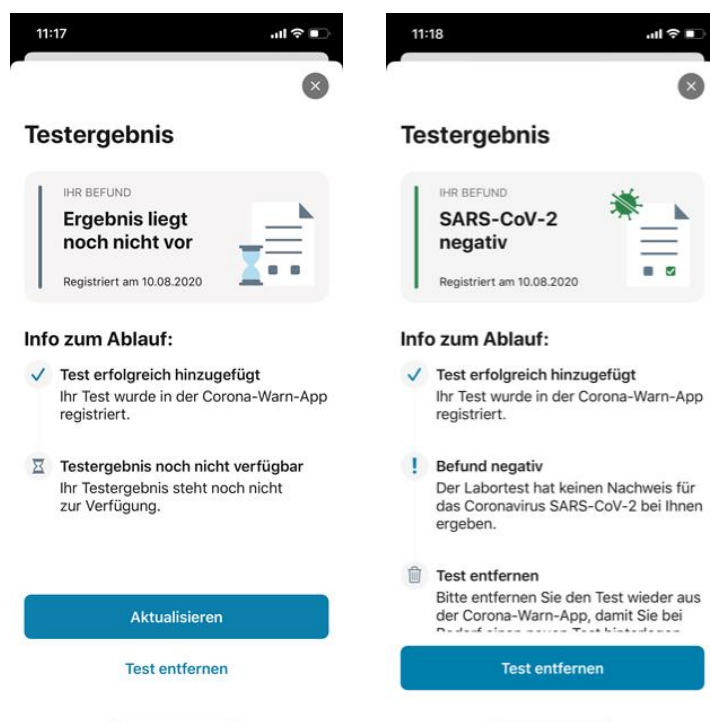 11:17
Testergebnis
IHR BEFUND
Ergebnis liegt
noch nicht vor
Registriert am 10.08.2020
Info zum Ablauf:
Test erfolgreich hinzugefügt
Ihr Test wurde in der Corona-Warn-App
registriert.
Testergebnis noch nicht verfügbar
Ihr Testergebnis steht noch nicht
zur Verfügung.
Aktualisieren
Test entfernen
11:18
Testergebnis
IHR BEFUND
SARS-CoV-2
negativ
Registriert am 10.08.2020
Info zum Ablauf:
Test erfolgreich hinzugefügt
Ihr Test wurde in der Corona-Warn-App
registriert.
Befund negativ
Der Labortest hat keinen Nachweis für
das Coronavirus SARS-CoV-2 bei Ihnen
ergeben.
Test entfernen
Bitte entfernen Sie den Test wieder aus
der Corona-Warn-App, damit Sie bei
Test entfernen